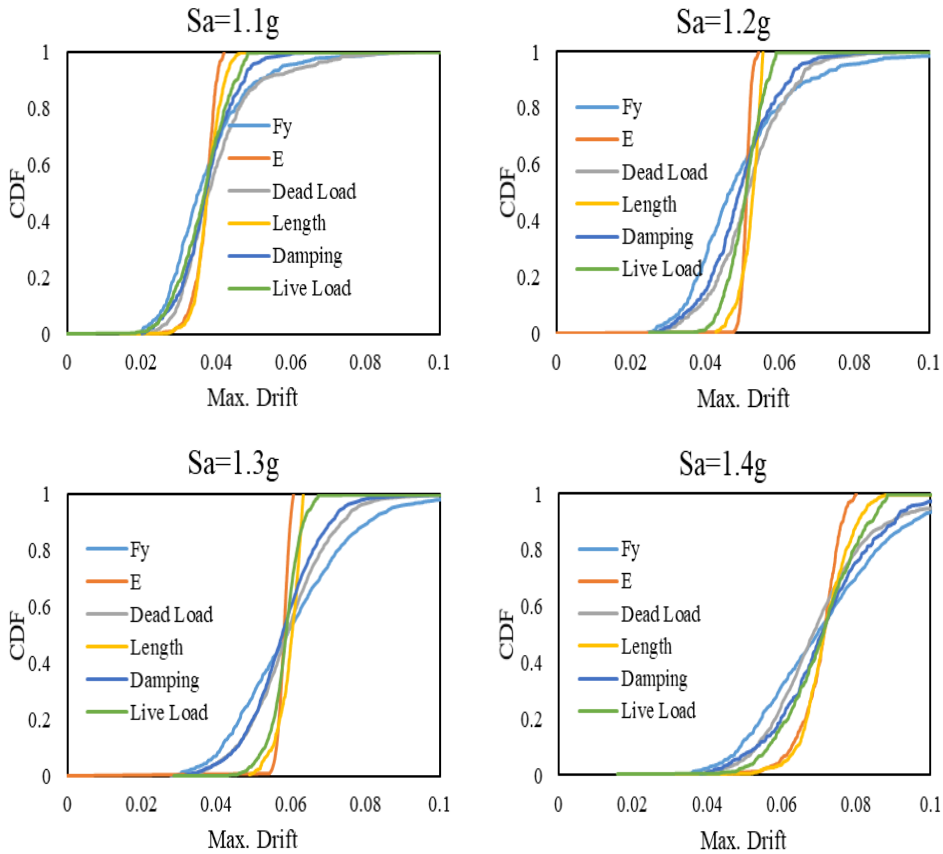 Sa=1.1g
1
0.8
0.6
0.4
0.2
0
CDF
Fy
E
Dead Load
Length
Damping
Live Load
0 0.02 0.04 0.06 0.08 0.1
Max. Drift
Sa=1.2g
1
0.8
0.6
0.4
0.2
0
CDF
Fy
E
Dead Load
Length
Damping
Live Load
0 0.02 0.04 0.06 0.08 0.1
Max. Drift
Sa=1.3g
1
0.8
0.6
0.4
0.2
0
CDF
Fy
E
Dead Load
Length
Damping
Live Load
0 0.02 0.04 0.06 0.08 0.1
Max. Drift
Sa=1.4g
1
0.8
0.6
0.4
0.2
0
CDF
Fy
E
Dead Load
Length
Damping
Live Load
0 0.02 0.04 0.06 0.08 0.1
Max. Drift